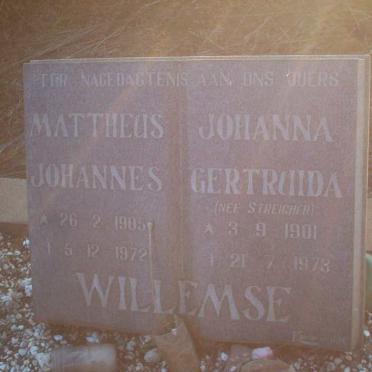 TER NAGEDAGTENIS AAN ONS OUERS
MATTHEUS
JOHANNES
* 26 2 1905
† 5 12 1972
JOHANNA
GERTRUIDA
(NEE STREICHER)
* 3 9 1901
† 21 7 1973
WILLEMSE